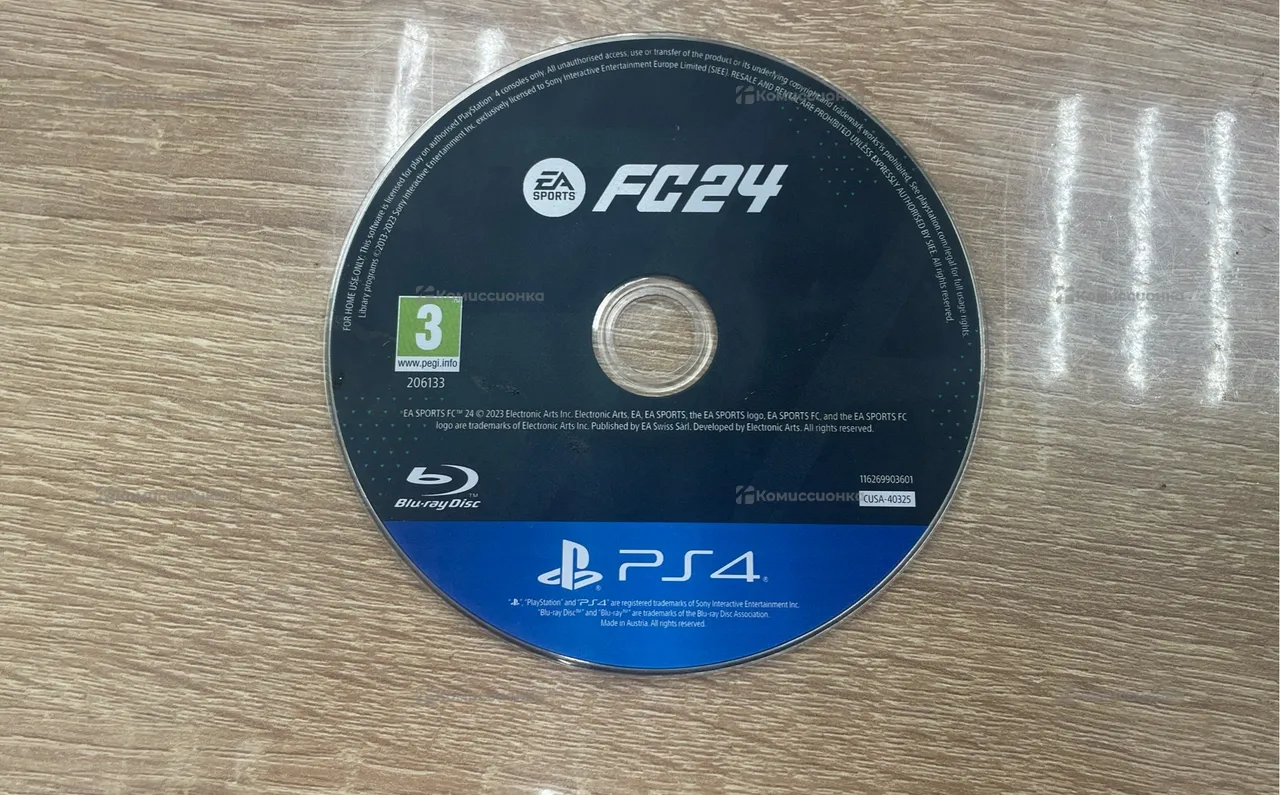 FOR HOME USE ONLY. This software is licensed for play on authorised PlayStation®4 consoles only. All unauthorised access, use or transfer of the product or its underlying copyright and trademark works is prohibited. See playstation.com/legal for full usage rights.
Library programs ©2013-2023 Sony Interactive Entertainment Inc. exclusively licensed to Sony Interactive Entertainment Europe Limited (SIEE). RESALE AND RENTAL ARE PROHIBITED UNLESS EXPRESSLY AUTHORISED BY SIEE. All rights reserved.
Комиссионка
EA
SPORTS
FC24
Комиссионка
3
www.pegi.info
206133
EA SPORTS FC™ 24 © 2023 Electronic Arts Inc. Electronic Arts, EA, EA SPORTS, the EA SPORTS logo, EA SPORTS FC, and the EA SPORTS FC
logo are trademarks of Electronic Arts Inc. Published by EA Swiss Sàrl. Developed by Electronic Arts. All rights reserved.
Blu-ray Disc™
116269903601
Комиссионка
CUSA-40325
PS4®
"PlayStation" and "PS4" are registered trademarks of Sony Interactive Entertainment Inc.
"Blu-ray Disc™" and "Blu-ray™" are trademarks of the Blu-ray Disc Association.
Made in Austria. All rights reserved.